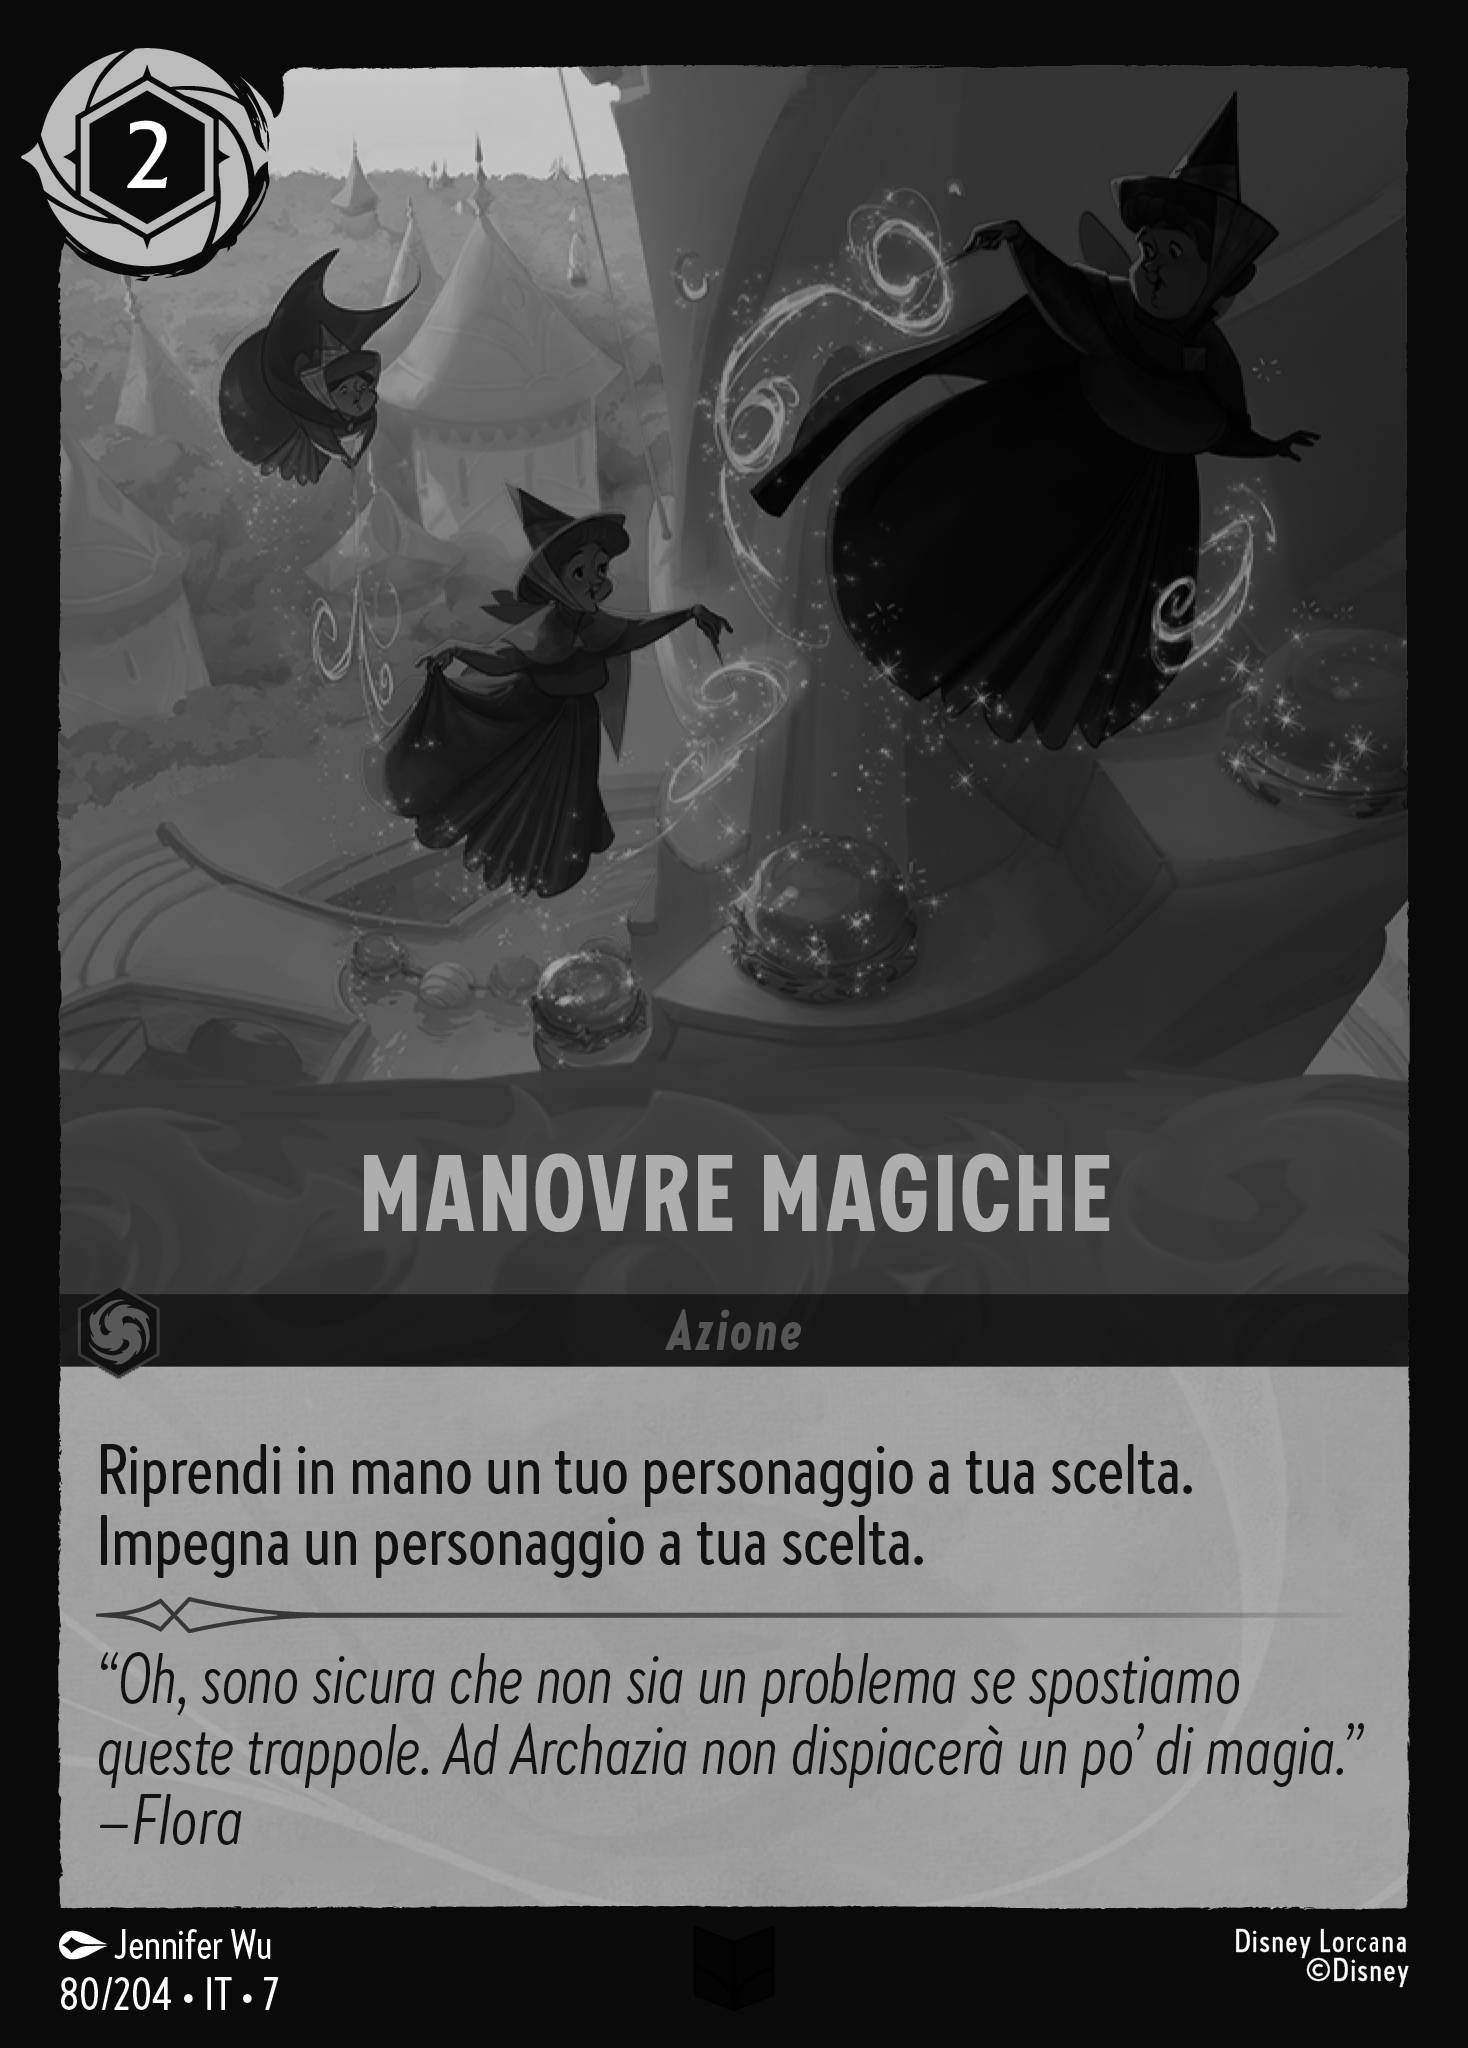 2
MANOVRE MAGICHE
Azione
Riprendi in mano un tuo personaggio a tua scelta.
Impegna un personaggio a tua scelta.
“Oh, sono sicura che non sia un problema se spostiamo
queste trappole. Ad Archazia non dispiacerà un po’ di magia.”
—Flora
Jennifer Wu
80/204 • IT • 7
Disney Lorcana
©Disney